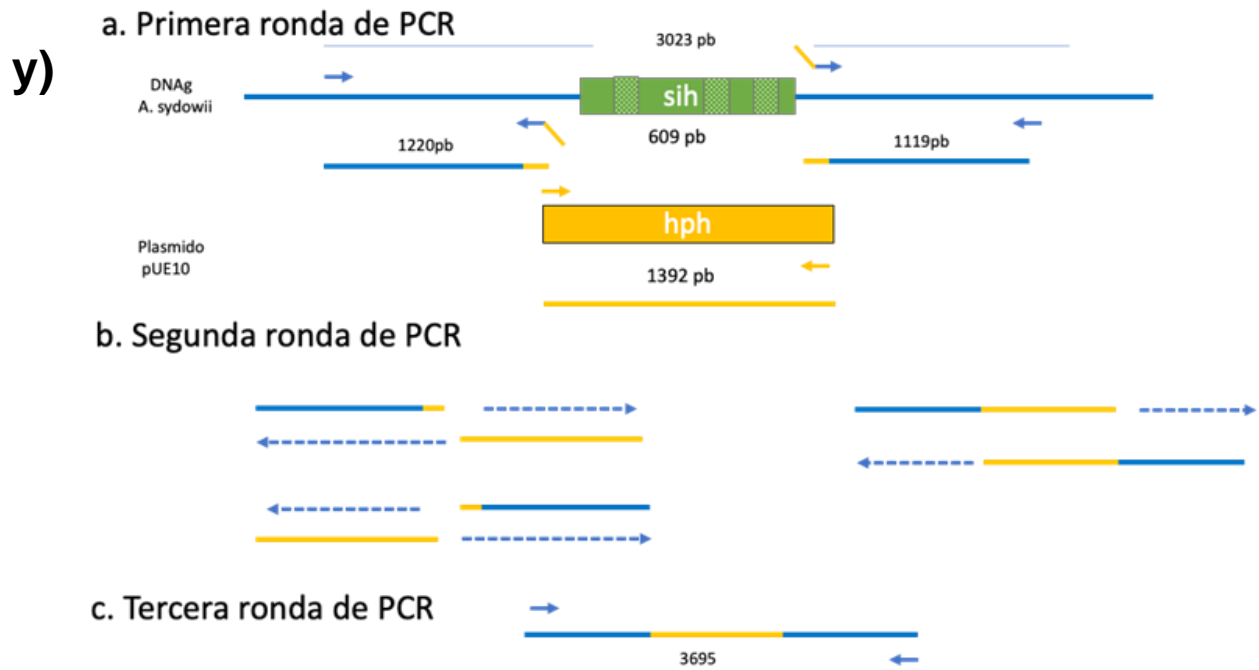 a. Primera ronda de PCR
y)
3023 pb
DNAg
A. sydowii
sih
1220pb
609 pb
1119pb
hph
Plasmido
pUE10
1392 pb
b. Segunda ronda de PCR
c. Tercera ronda de PCR
3695